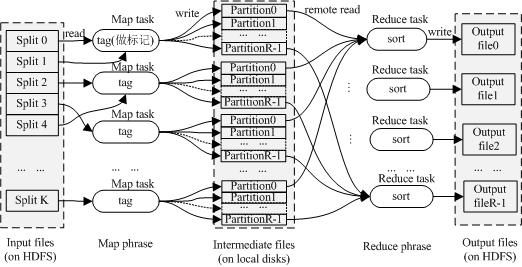 Map task
write
Partition0
remote read
Reduce task
Output
file0
Split 0
read
tag(做标记)
Partition1
... ...
PartitionR-1
sort
write
Split 1
Map task
Split 2
tag
Partition0
Partition1
... ...
PartitionR-1
Reduce task
sort
Output
file1
Split 3
Map task
Split 4
tag
Partition0
Partition1
... ...
PartitionR-1
Reduce task
sort
Output
file2
... ...
... ...
... ...
... ...
... ...
Split K
Map task
tag
Partition0
Partition1
... ...
PartitionR-1
Reduce task
sort
Output
fileR-1
Input files
(on HDFS)
Map phrase
Intermediate files
(on local disks)
Reduce phrase
Output files
(on HDFS)